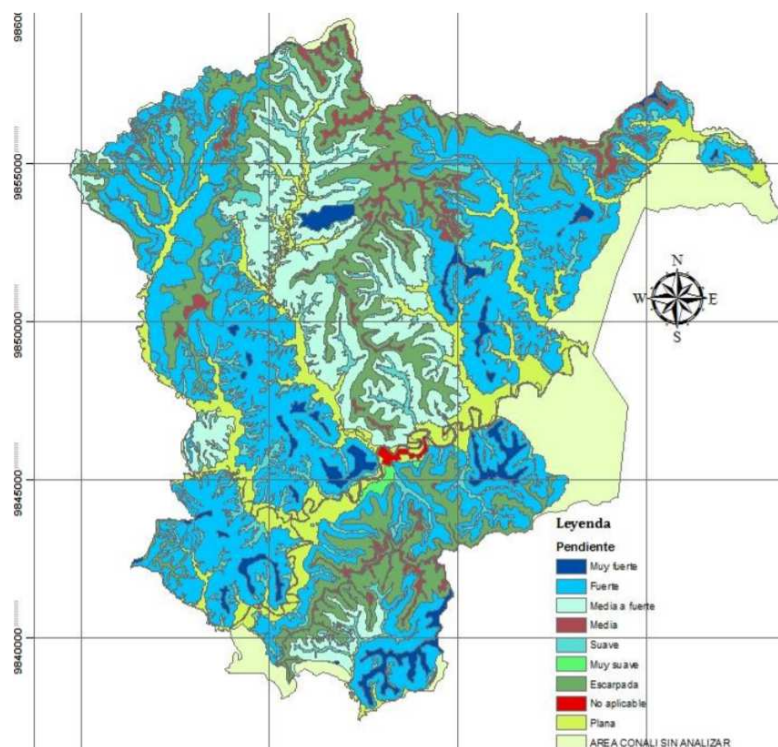 9855000
9850000
9845000
9840000
N
W
E
S
Leyenda
Pendiente
Muy fuerte
Fuerte
Media a fuerte
Media
Suave
Muy suave
Escarpada
No aplicable
Plana
AREA CONALI SIN ANALIZAR